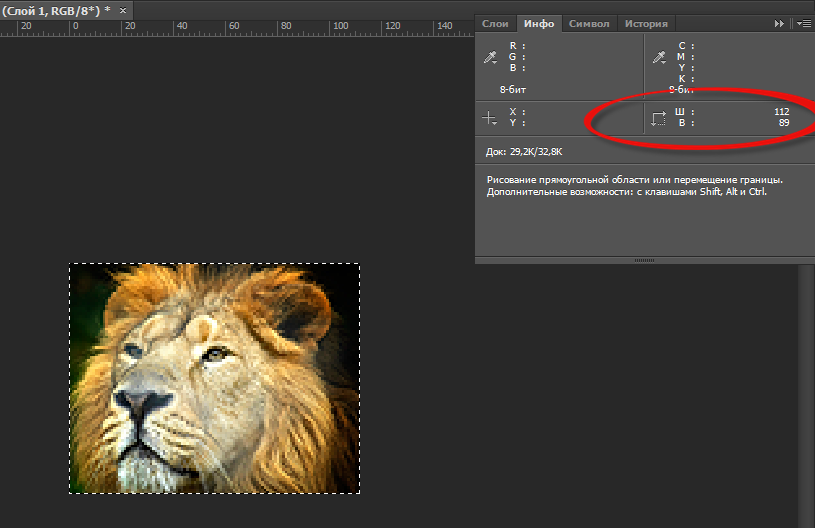 (Слой 1, RGB/8*) * ×
20 0 20 40 60 80 100 120 140
Слои Инфо Символ История
R :
G :
B :
8-бит
C :
M :
Y :
K :
8-бит
X :
Y :
Ш : 112
В : 89
Док: 29,2K/32,8K
Рисование прямоугольной области или перемещение границы.
Дополнительные возможности: с клавишами Shift, Alt и Ctrl.